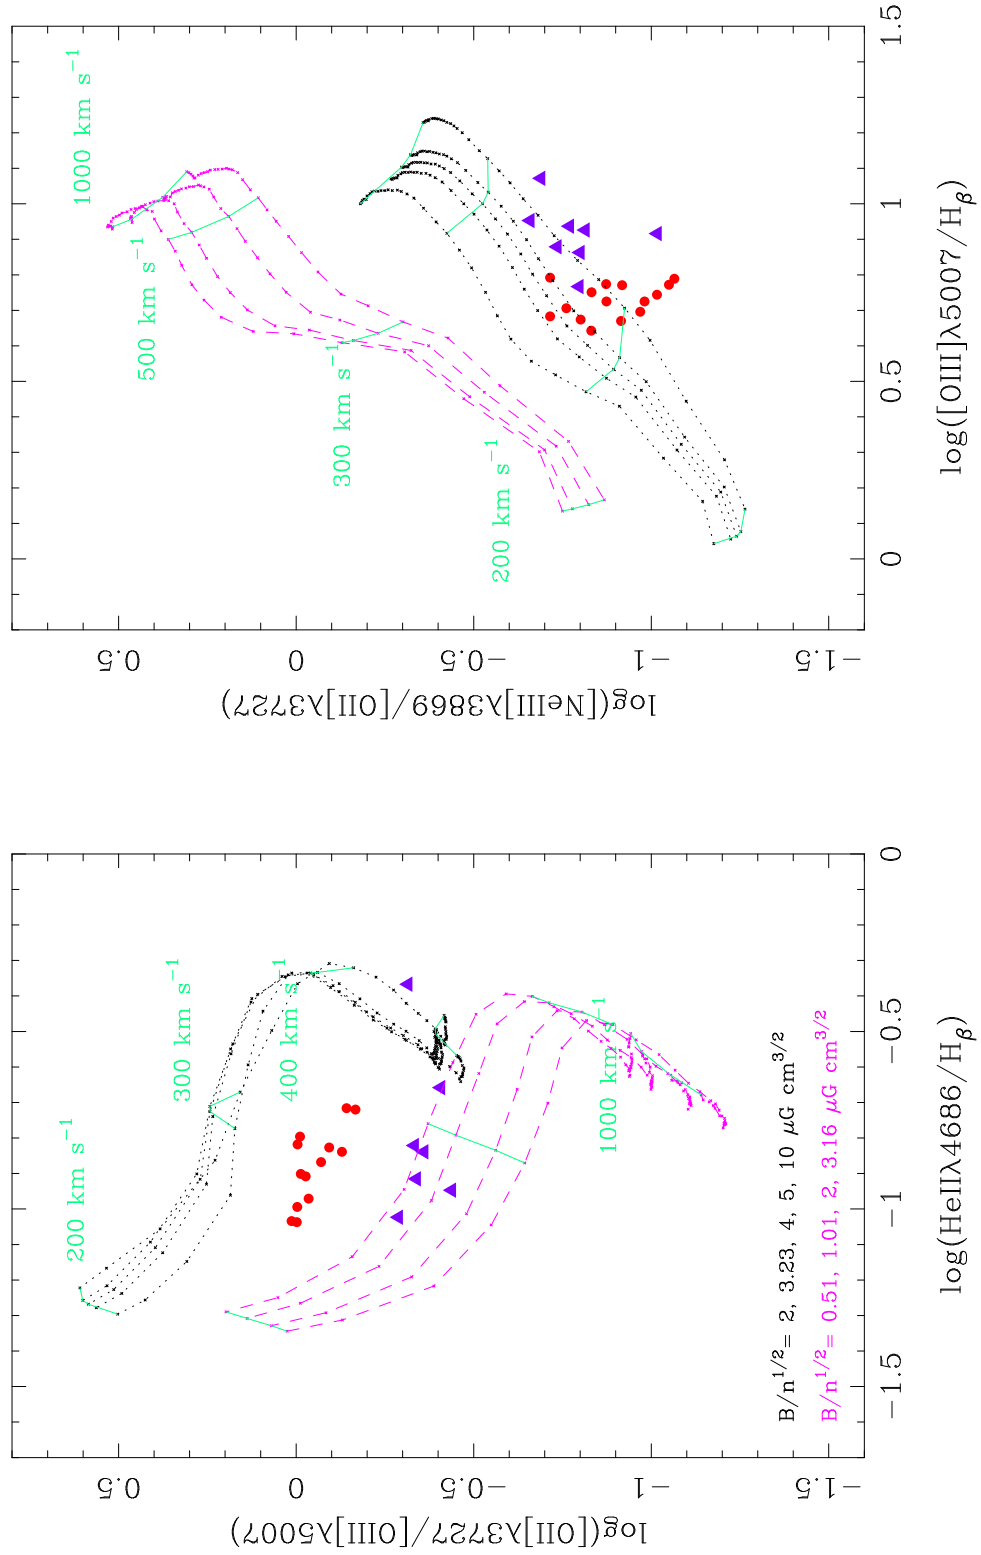 0.5
0
−0.5
−1
−1.5
log([OII]λ3727/[OIII]λ5007)
−1.5
−1
−0.5
0
log(HeIIλ4686/Hβ)
200 km s⁻¹
300 km s⁻¹
400 km s⁻¹
1000 km s⁻¹
B/n^1/2 = 2, 3.23, 4, 5, 10 μG cm^3/2
B/n^1/2 = 0.51, 1.01, 2, 3.16 μG cm^3/2
0.5
0
−0.5
−1
−1.5
log([NeIII]λ3869/[OII]λ3727)
0
0.5
1
1.5
log([OIII]λ5007/Hβ)
1000 km s⁻¹
500 km s⁻¹
300 km s⁻¹
200 km s⁻¹